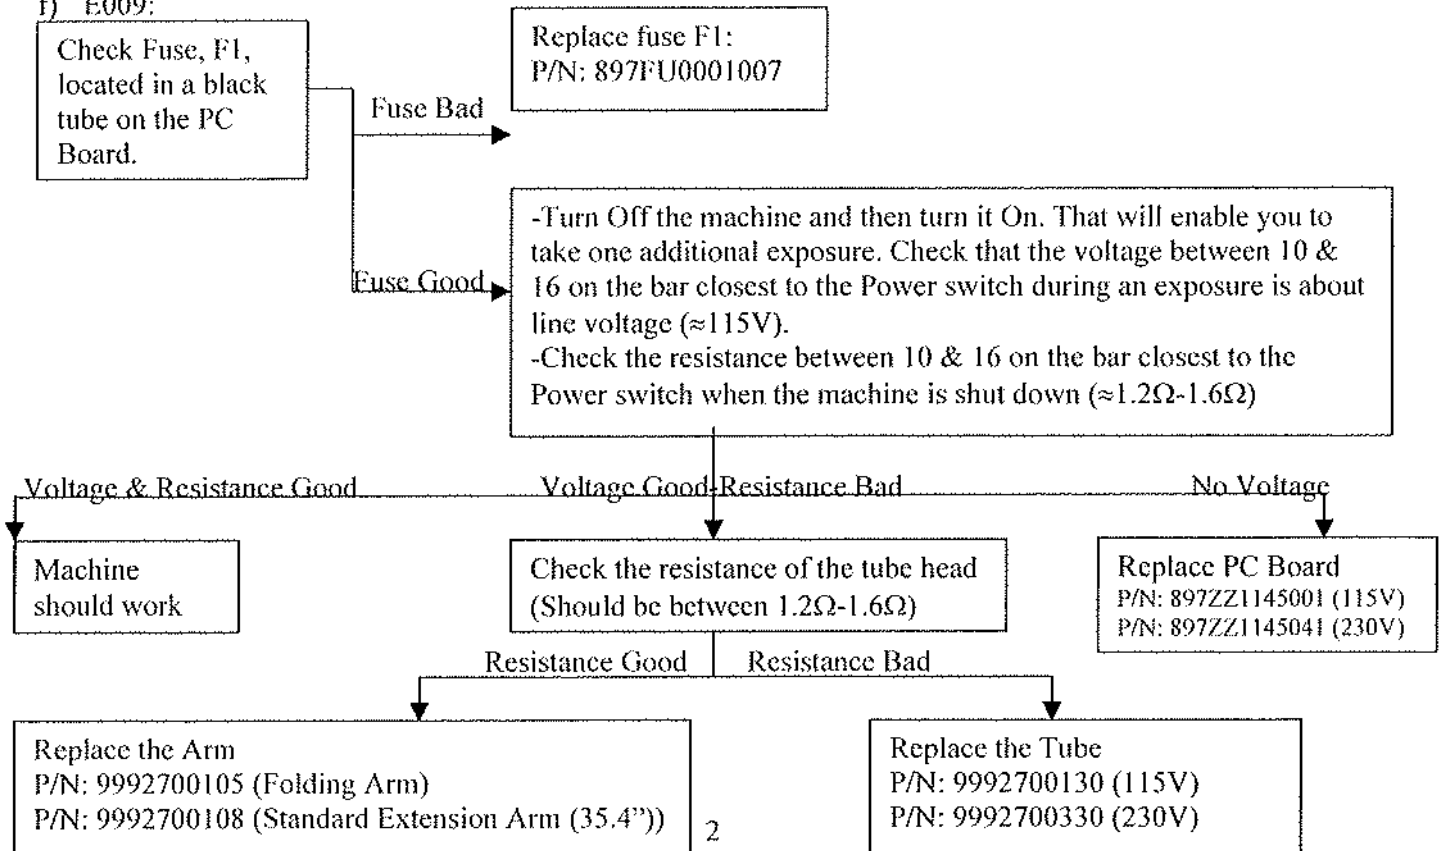 f) E009:
Check Fuse, F1,
located in a black
tube on the PC
Board.
Fuse Bad
Replace fuse F1:
P/N: 897FU0001007
Fuse Good
-Turn Off the machine and then turn it On. That will enable you to
take one additional exposure. Check that the voltage between 10 &
16 on the bar closest to the Power switch during an exposure is about
line voltage (≈115V).
-Check the resistance between 10 & 16 on the bar closest to the
Power switch when the machine is shut down (≈1.2Ω-1.6Ω)
Voltage & Resistance Good
Voltage Good-Resistance Bad
No Voltage
Machine
should work
Check the resistance of the tube head
(Should be between 1.2Ω-1.6Ω)
Replace PC Board
P/N: 897ZZ1145001 (115V)
P/N: 897ZZ1145041 (230V)
Resistance Good
Resistance Bad
Replace the Arm
P/N: 9992700105 (Folding Arm)
P/N: 9992700108 (Standard Extension Arm (35.4”))
Replace the Tube
P/N: 9992700130 (115V)
P/N: 9992700330 (230V)
2